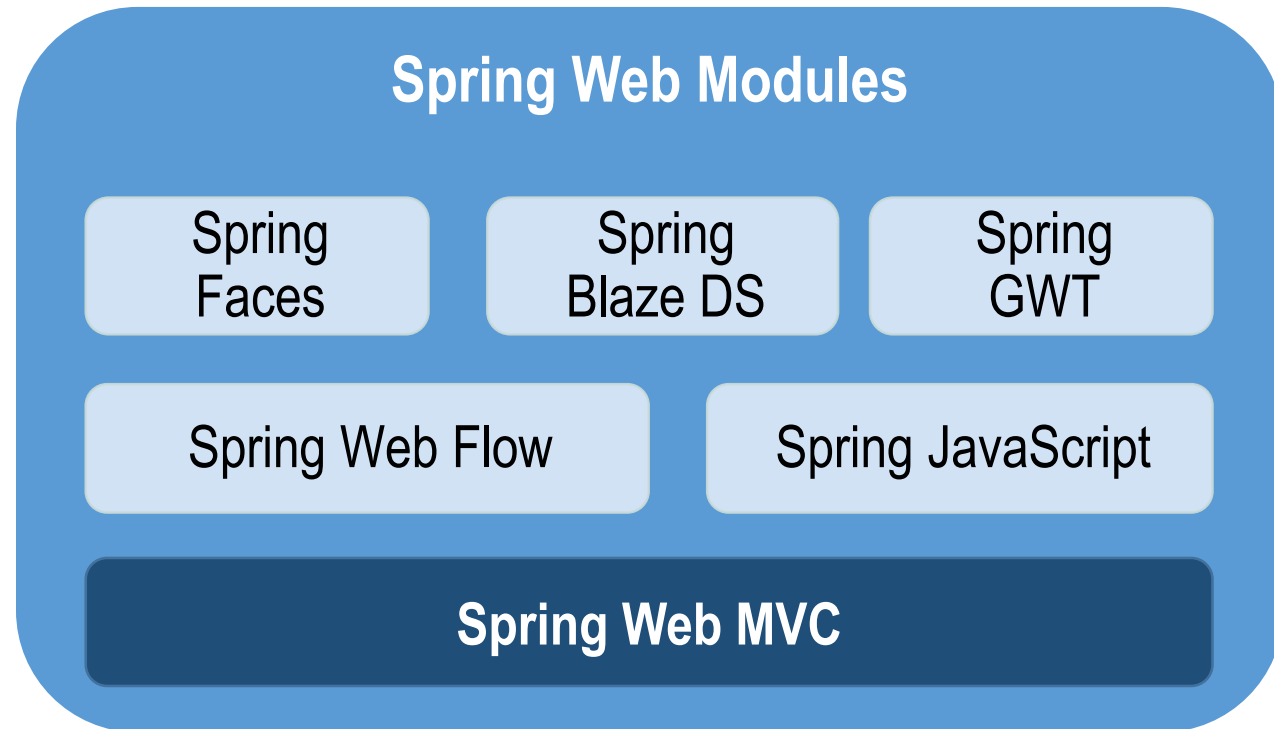 Spring Web Modules
Spring
Faces
Spring
Blaze DS
Spring
GWT
Spring Web Flow
Spring JavaScript
Spring Web MVC